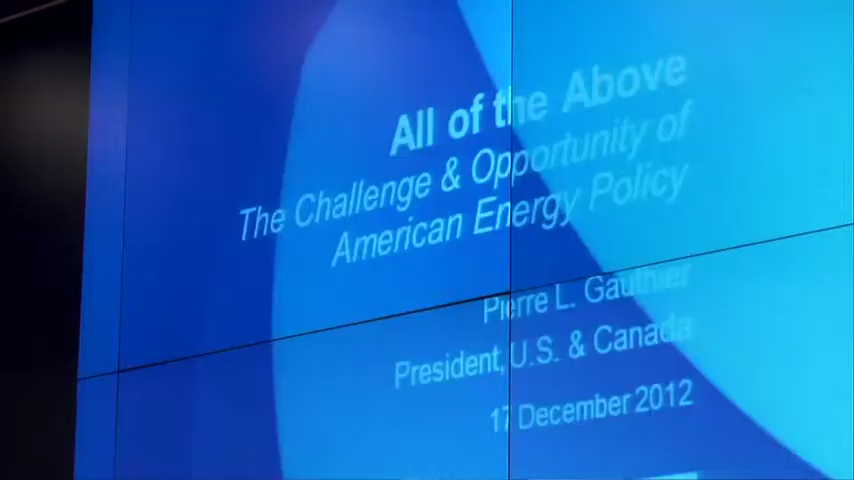 All of the Above
The Challenge & Opportunity of
American Energy Policy
Pierre L. Gauthier
President, U.S. & Canada
17 December 2012